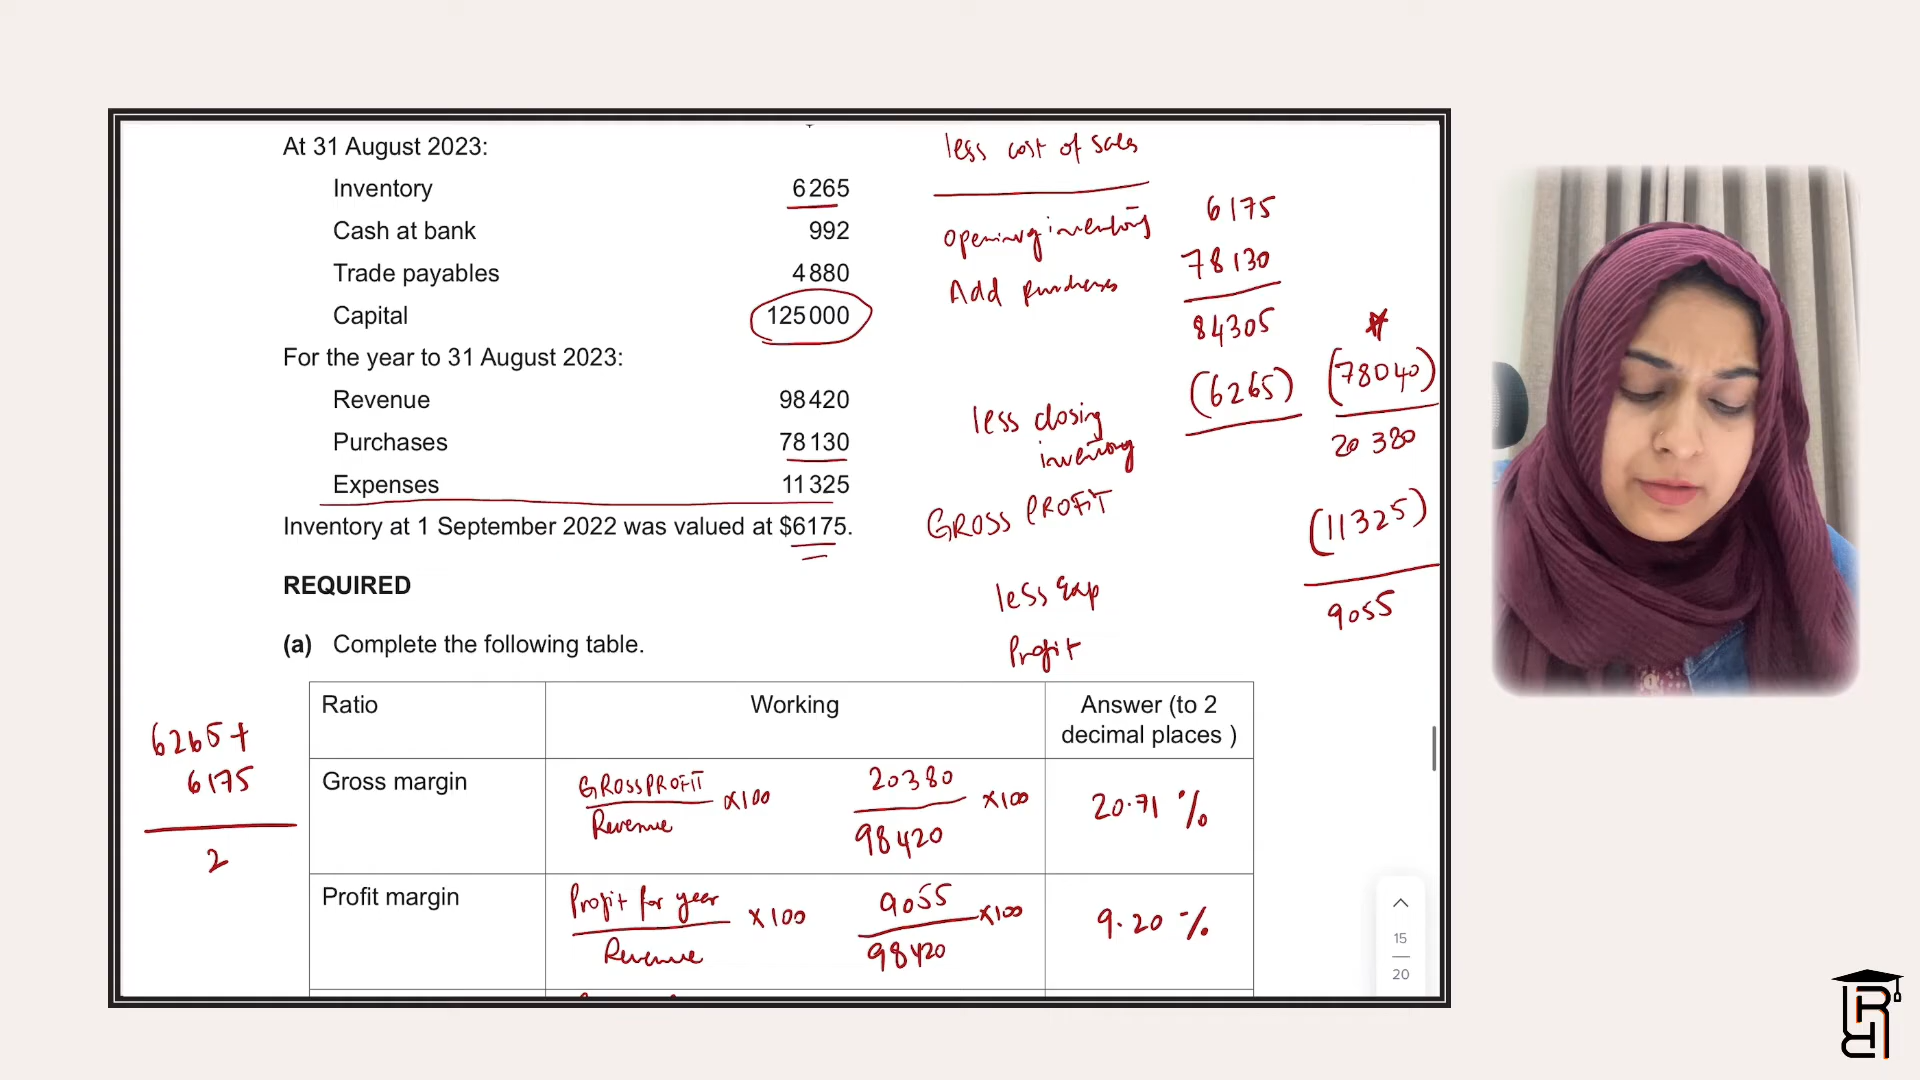 At 31 August 2023:
Inventory 6265
Cash at bank 992
Trade payables 4880
Capital 125000
For the year to 31 August 2023:
Revenue 98420
Purchases 78130
Expenses 11325
Inventory at 1 September 2022 was valued at $6175.
less cost of sales
opening inventory 6175
Add purchases 78130
84305
less closing inventory (6265) (78040)
GROSS PROFIT 20380
less Exp (11325)
Profit 9055
REQUIRED
(a) Complete the following table.
6265+
6175
2
Ratio Working Answer (to 2 decimal places )
Gross margin GROSS PROFIT / Revenue x100 20380 / 98420 x100 20.71 %
Profit margin Profit for year / Revenue x100 9055 / 98420 x100 9.20 %
15
20